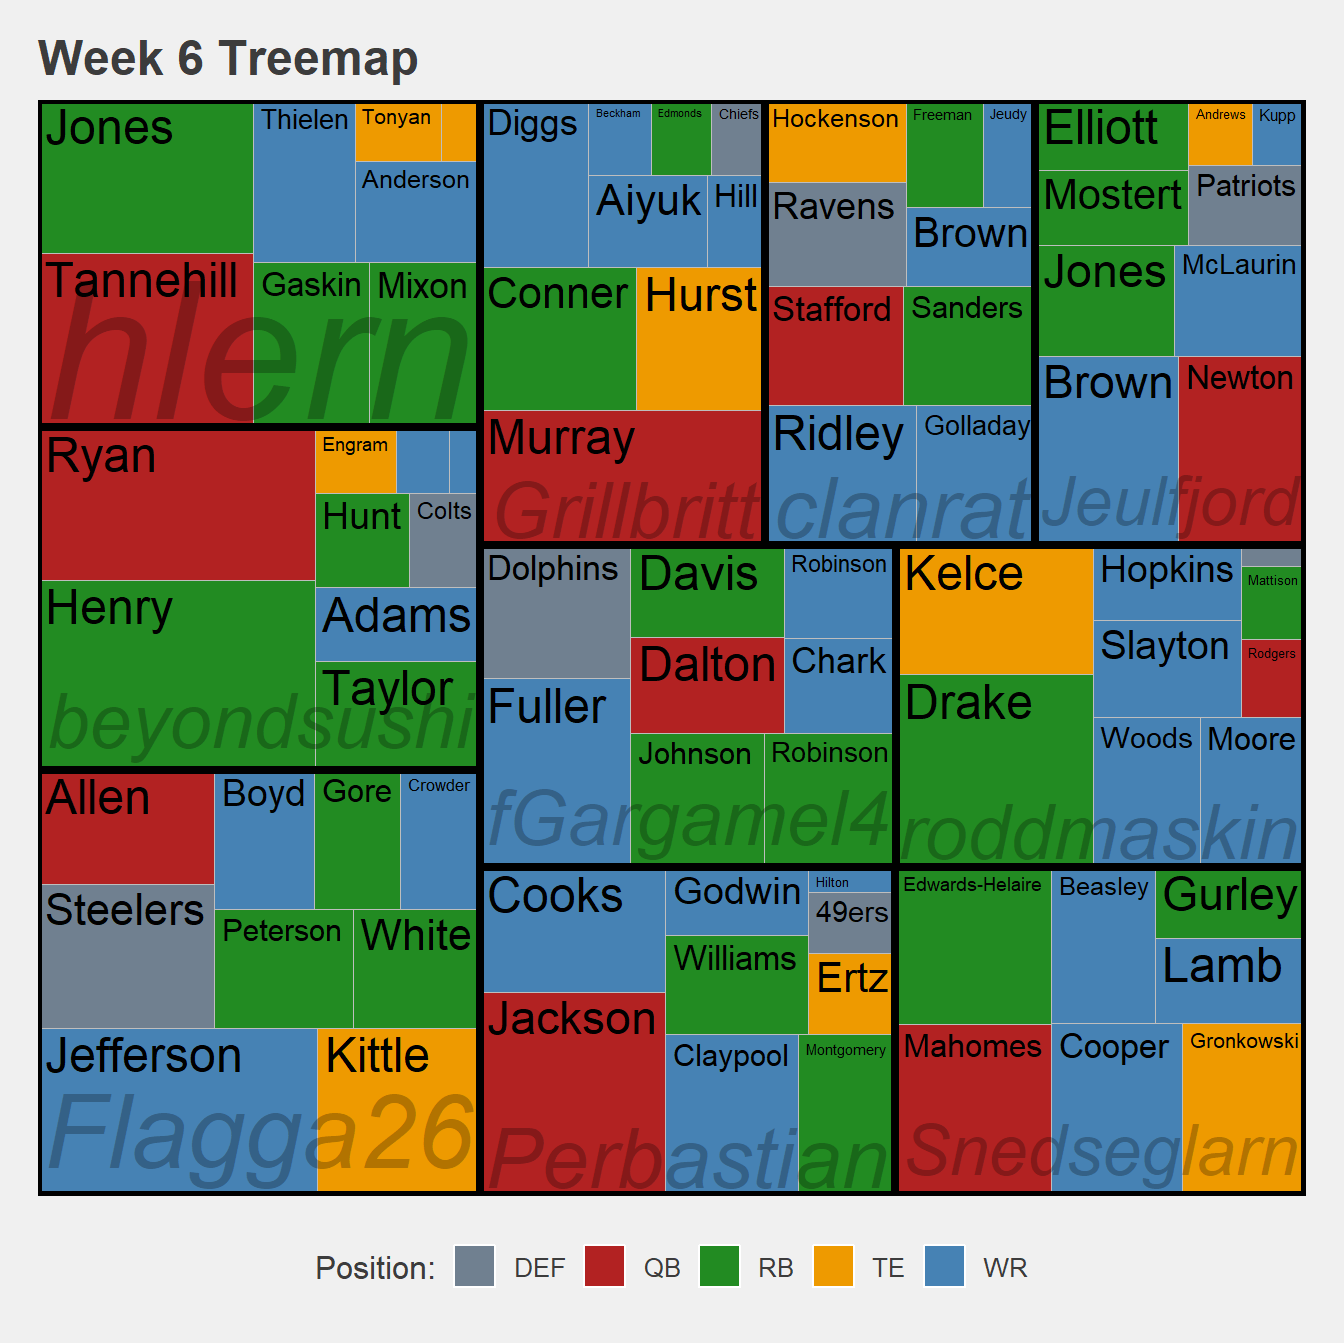 Week 6 Treemap
Jones
Thielen
Tonyan
Anderson
Tannehill
Gaskin
Mixon
hlern
Ryan
Engram
Hunt
Colts
Henry
Adams
Taylor
beyondsushi
Allen
Boyd
Gore
Crowder
Steelers
Peterson
White
Jefferson
Kittle
Flagga26
Diggs
Beckham
Edmonds
Chiefs
Aiyuk
Hill
Conner
Hurst
Murray
Grillbritt
Hockenson
Freeman
Jeudy
Ravens
Brown
Stafford
Sanders
Ridley
Golladay
clanrat
Elliott
Andrews
Kupp
Mostert
Patriots
Jones
McLaurin
Brown
Newton
Jeulfjord
Dolphins
Davis
Robinson
Dalton
Chark
Fuller
Johnson
Robinson
fGargamel4
Kelce
Hopkins
Mattison
Slayton
Rodgers
Drake
Woods
Moore
roddmaskin
Cooks
Godwin
Hilton
49ers
Williams
Ertz
Jackson
Claypool
Montgomery
Perbastian
Edwards-Helaire
Beasley
Gurley
Lamb
Mahomes
Cooper
Gronkowski
Snedseglarn
Position: DEF QB RB TE WR